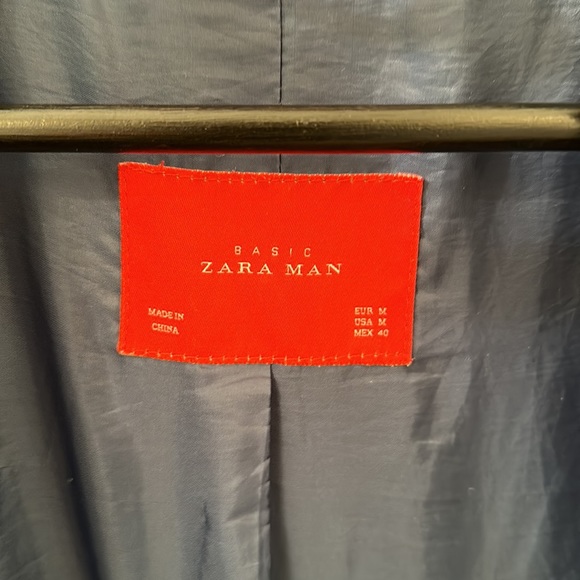 BASIC
ZARA MAN
MADE IN
CHINA
EUR M
USA M
MEX 40